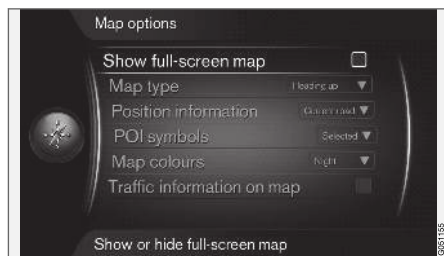 Map options
Show full-screen map
Map type Heading up
Position information Current road
POI symbols Selected
Map colours Night
Traffic information on map
Show or hide full-screen map
G051155